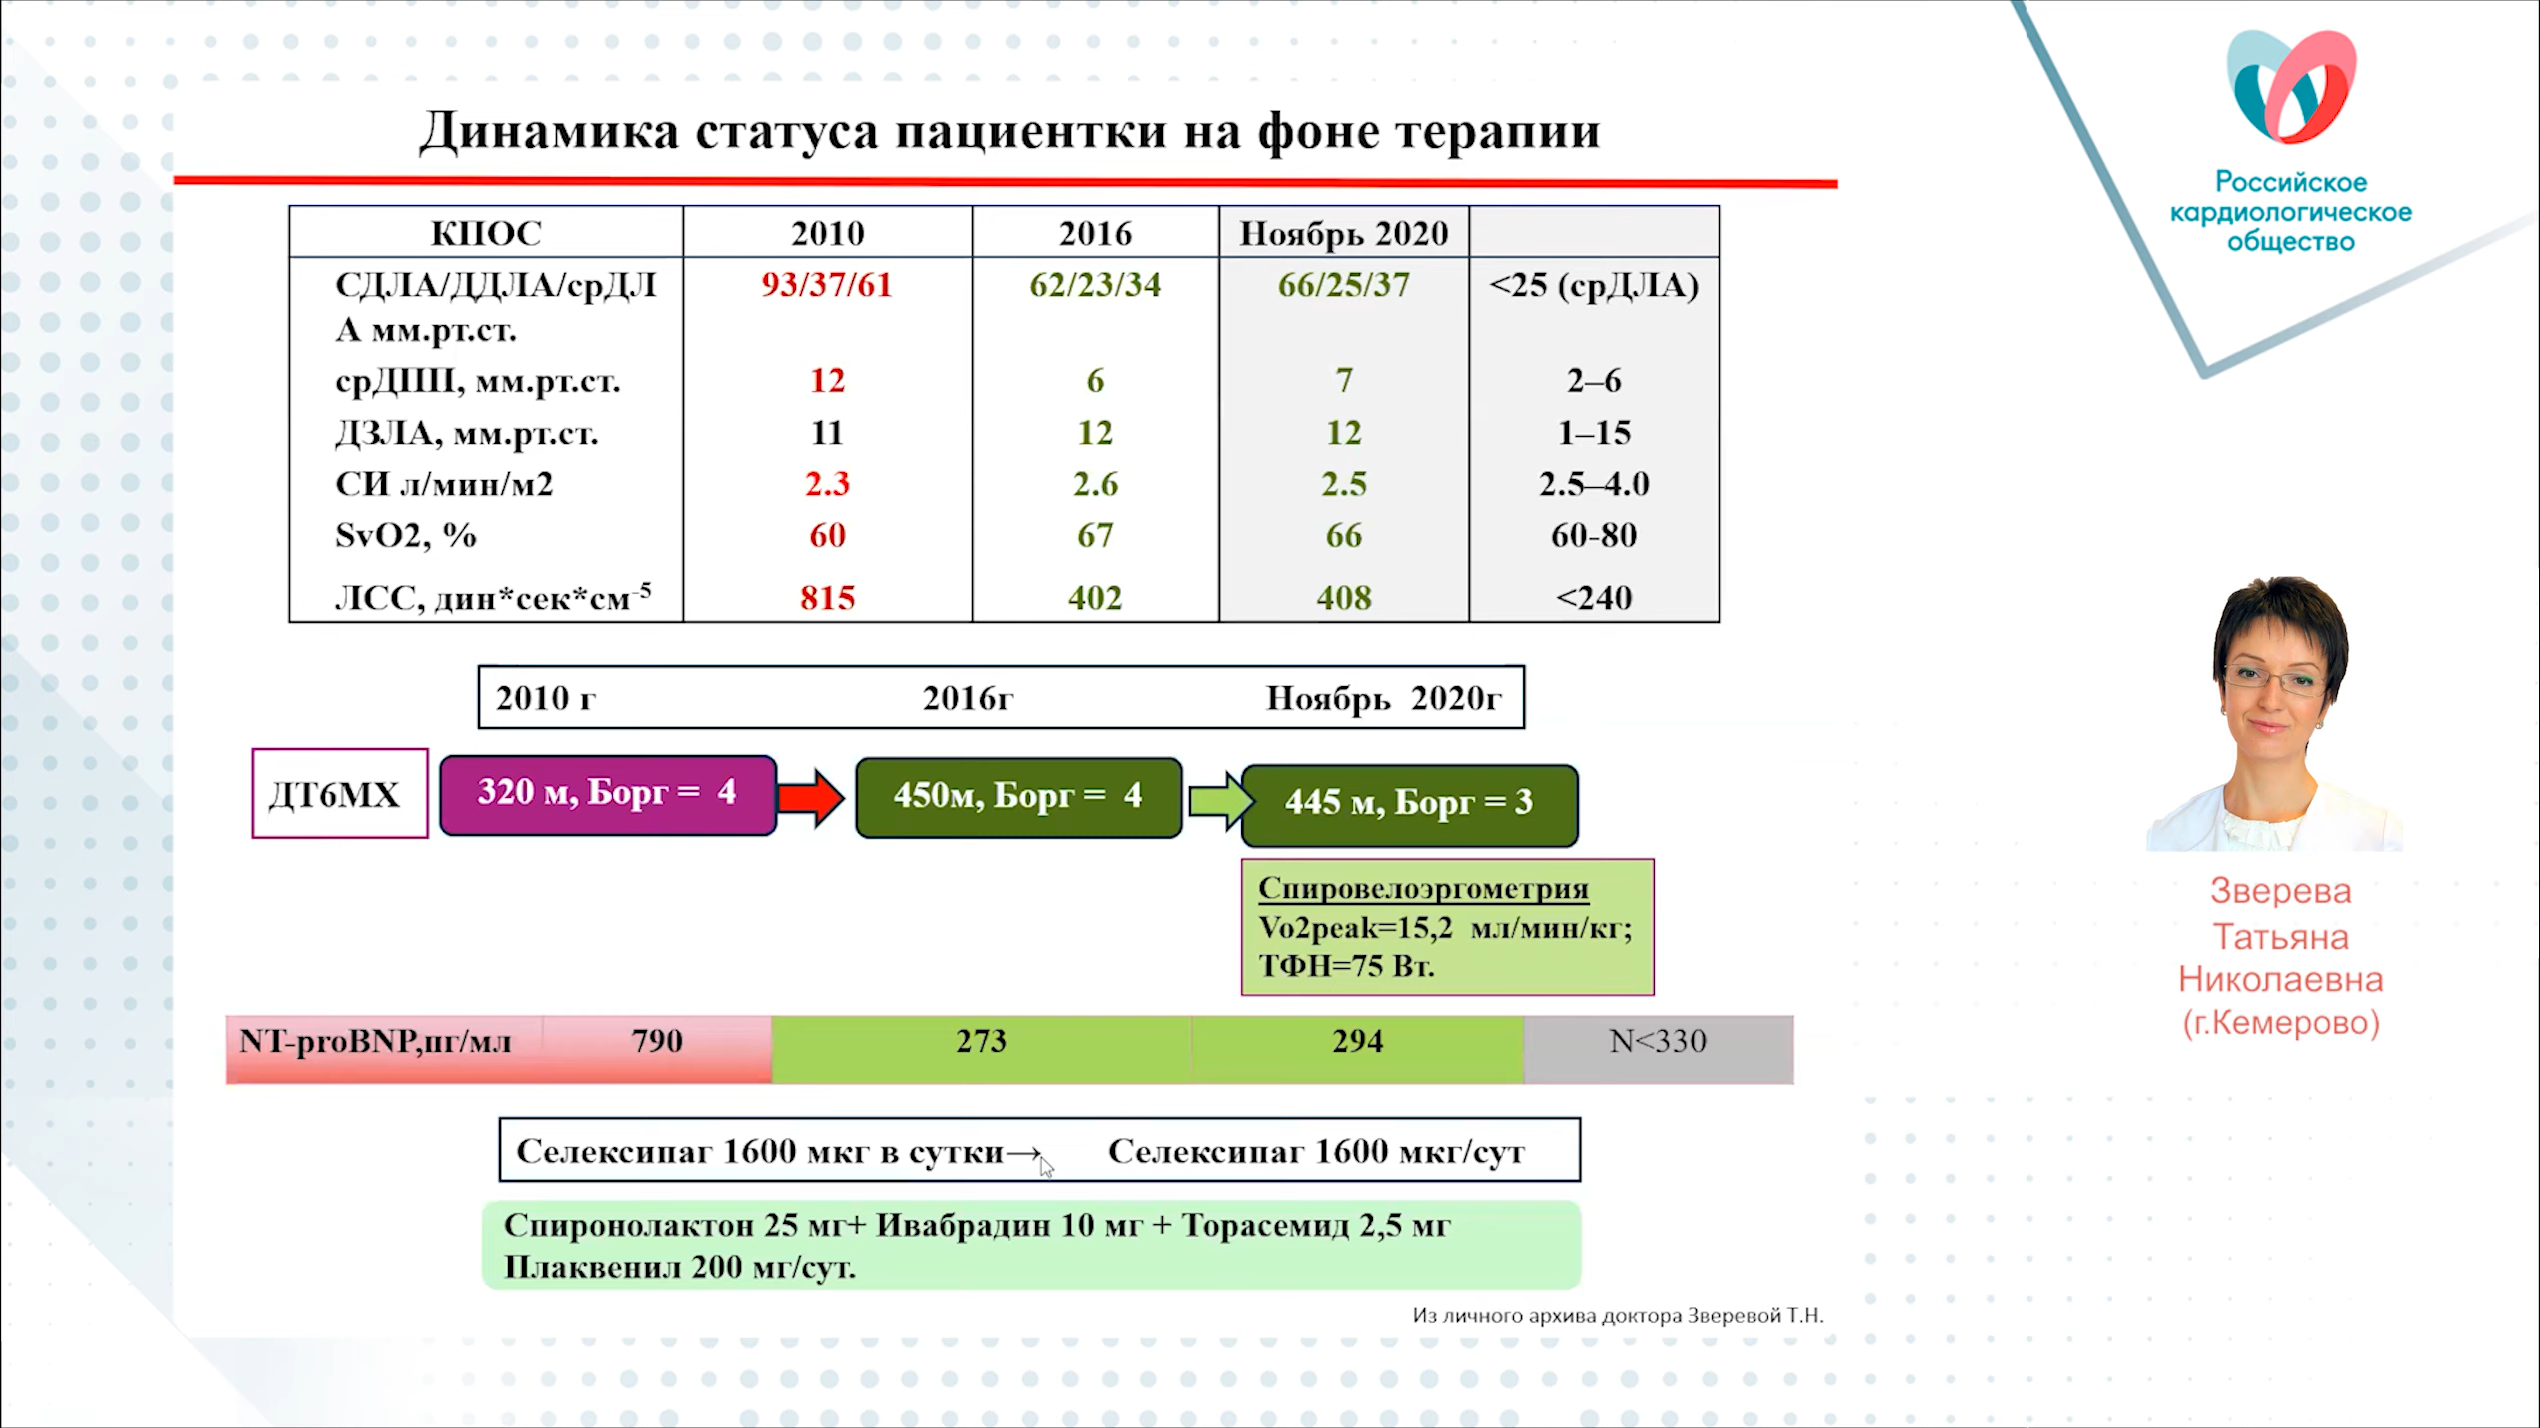 Динамика статуса пациентки на фоне терапии
Российское
кардиологическое
общество
КПОС 2010 2016 Ноябрь 2020
СДЛА/ДДЛА/срДЛ 93/37/61 62/23/34 66/25/37 <25 (срДЛА)
А мм.рт.ст.
срДПП, мм.рт.ст. 12 6 7 2–6
ДЗЛА, мм.рт.ст. 11 12 12 1–15
СИ л/мин/м2 2.3 2.6 2.5 2.5–4.0
SvO2, % 60 67 66 60-80
ЛСС, дин*сек*см⁻⁵ 815 402 408 <240
2010 г 2016г Ноябрь 2020г
ДТ6МХ 320 м, Борг = 4 450м, Борг = 4 445 м, Борг = 3
Спировелоэргометрия
Vo2peak=15,2 мл/мин/кг;
ТФН=75 Вт.
NT-proBNP,пг/мл 790 273 294 N<330
Селексипаг 1600 мкг в сутки→ Селексипаг 1600 мкг/сут
Спиронолактон 25 мг+ Ивабрадин 10 мг + Торасемид 2,5 мг
Плаквенил 200 мг/сут.
Из личного архива доктора Зверевой Т.Н.
Зверева
Татьяна
Николаевна
(г.Кемерово)